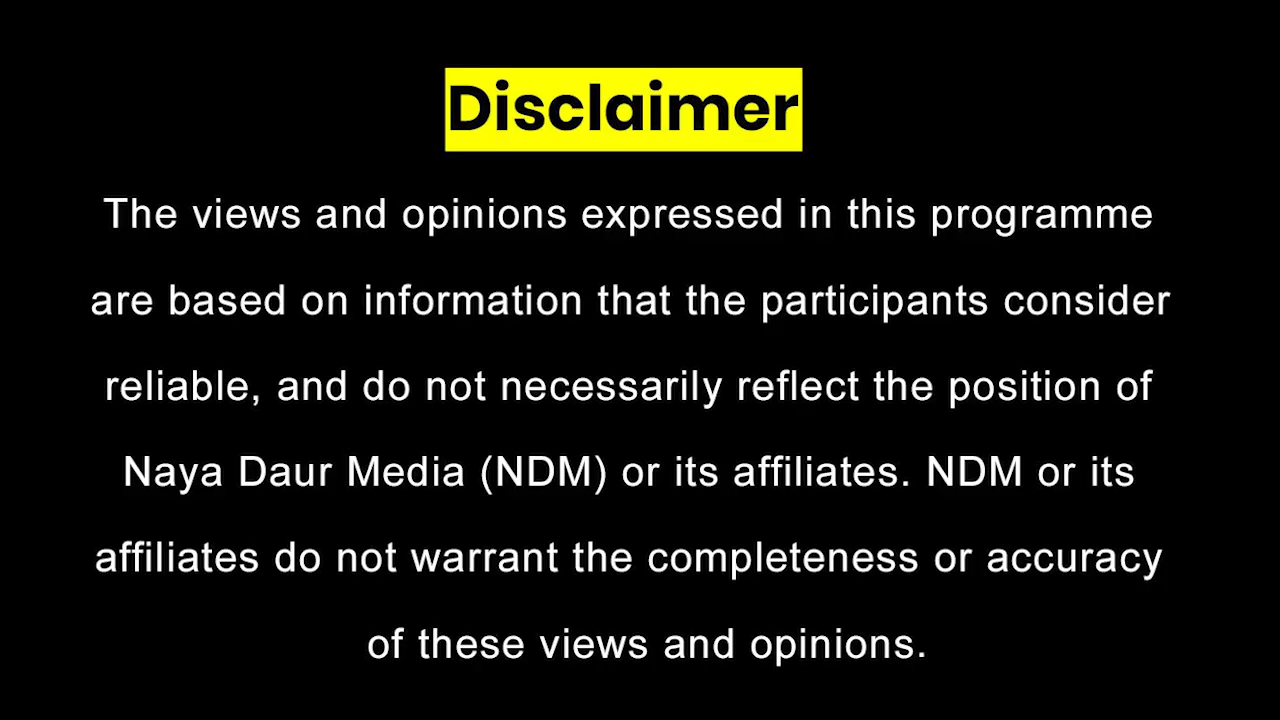 Disclaimer
The views and opinions expressed in this programme
are based on information that the participants consider
reliable, and do not necessarily reflect the position of
Naya Daur Media (NDM) or its affiliates. NDM or its
affiliates do not warrant the completeness or accuracy
of these views and opinions.